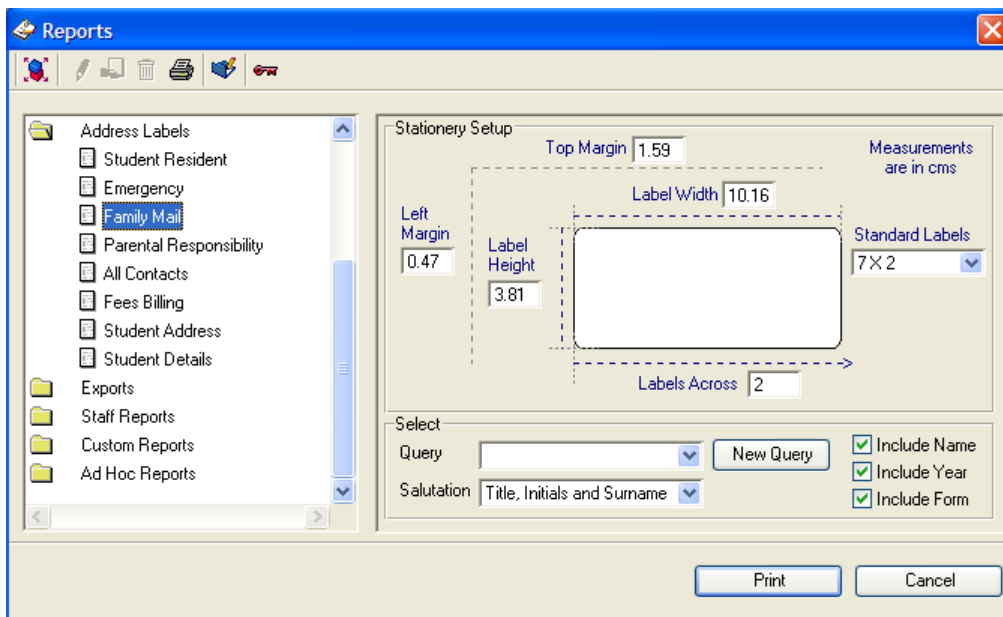 Reports
Address Labels
Student Resident
Emergency
Family Mail
Parental Responsibility
All Contacts
Fees Billing
Student Address
Student Details
Exports
Staff Reports
Custom Reports
Ad Hoc Reports
Stationery Setup
Top Margin 1.59
Measurements
are in cms
Label Width 10.16
Left
Margin
0.47
Label
Height
3.81
Standard Labels
7 X 2
Labels Across 2
Select
Query
New Query
Salutation Title, Initials and Surname
Include Name
Include Year
Include Form
Print
Cancel